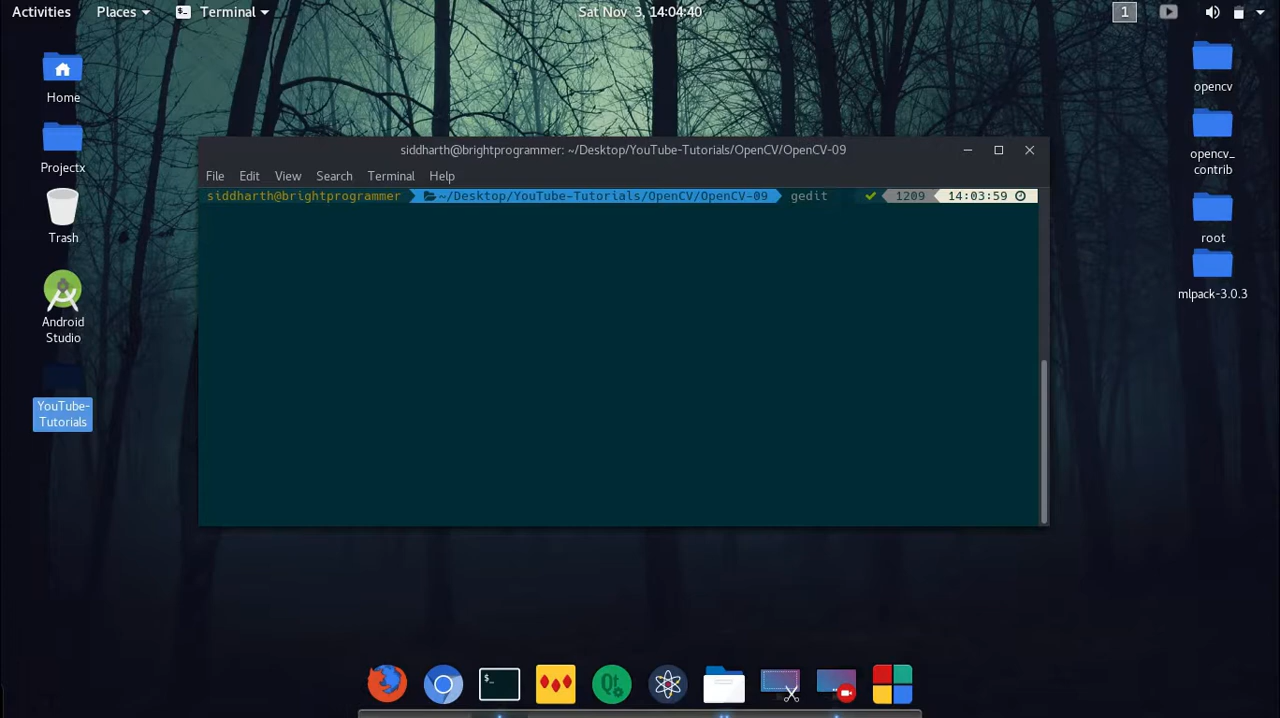 Activities Places Terminal Sat Nov 3, 14:04:40 1
Home
Projectx
Trash
Android
Studio
YouTube-
Tutorials
siddharth@brightprogrammer: ~/Desktop/YouTube-Tutorials/OpenCV/OpenCV-09
File Edit View Search Terminal Help
siddharth@brightprogrammer ~/Desktop/YouTube-Tutorials/OpenCV/OpenCV-09 gedit 1209 14:03:59
$_
Qt
opencv
opencv_
contrib
root
mlpack-3.0.3